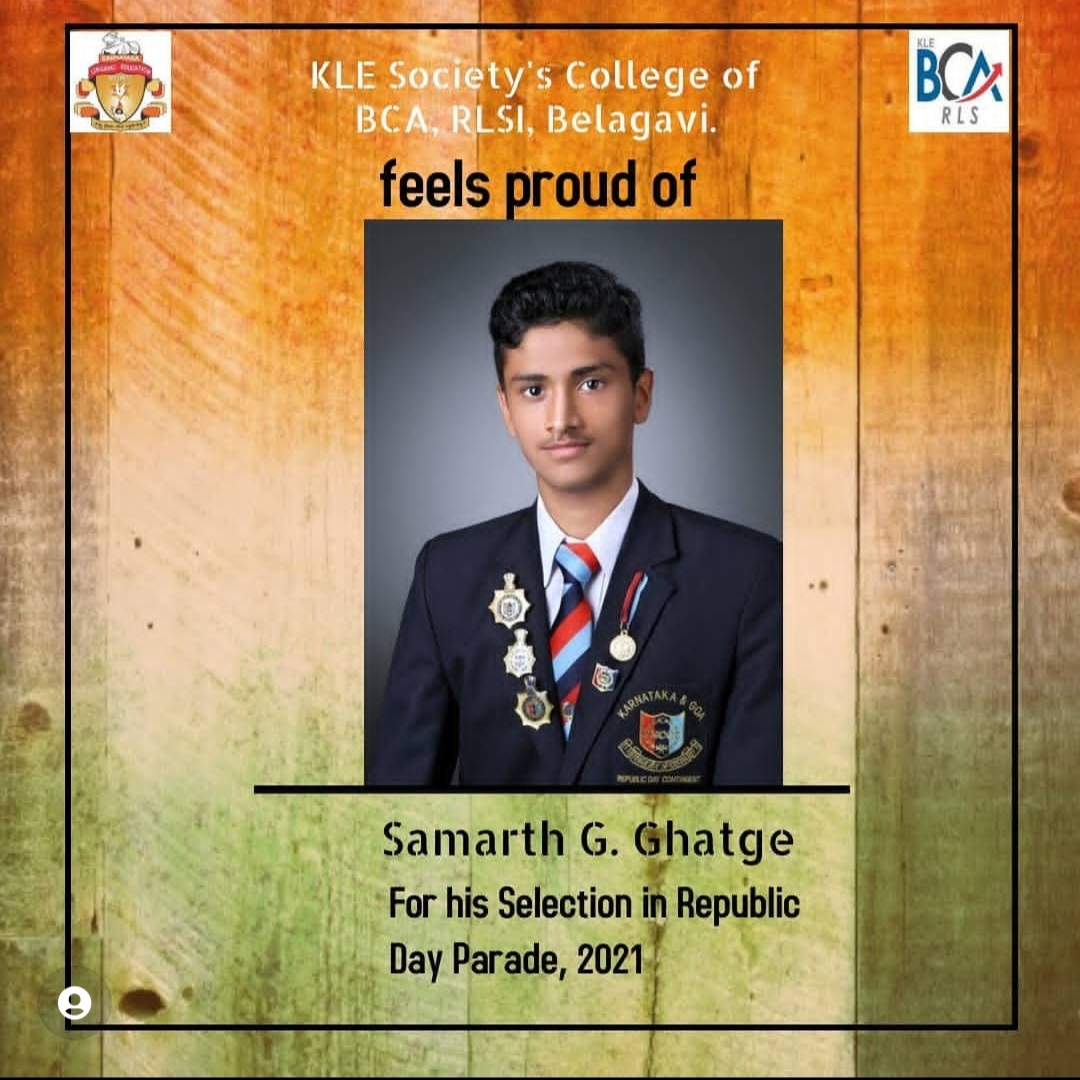 KLE Society's College of
BCA, RLSI, Belagavi.
KLE
BCA
RLS
feels proud of
KARNATAKA & GOA
REPUBLIC DAY CONTINGENT
Samarth G. Ghatge
For his Selection in Republic
Day Parade, 2021